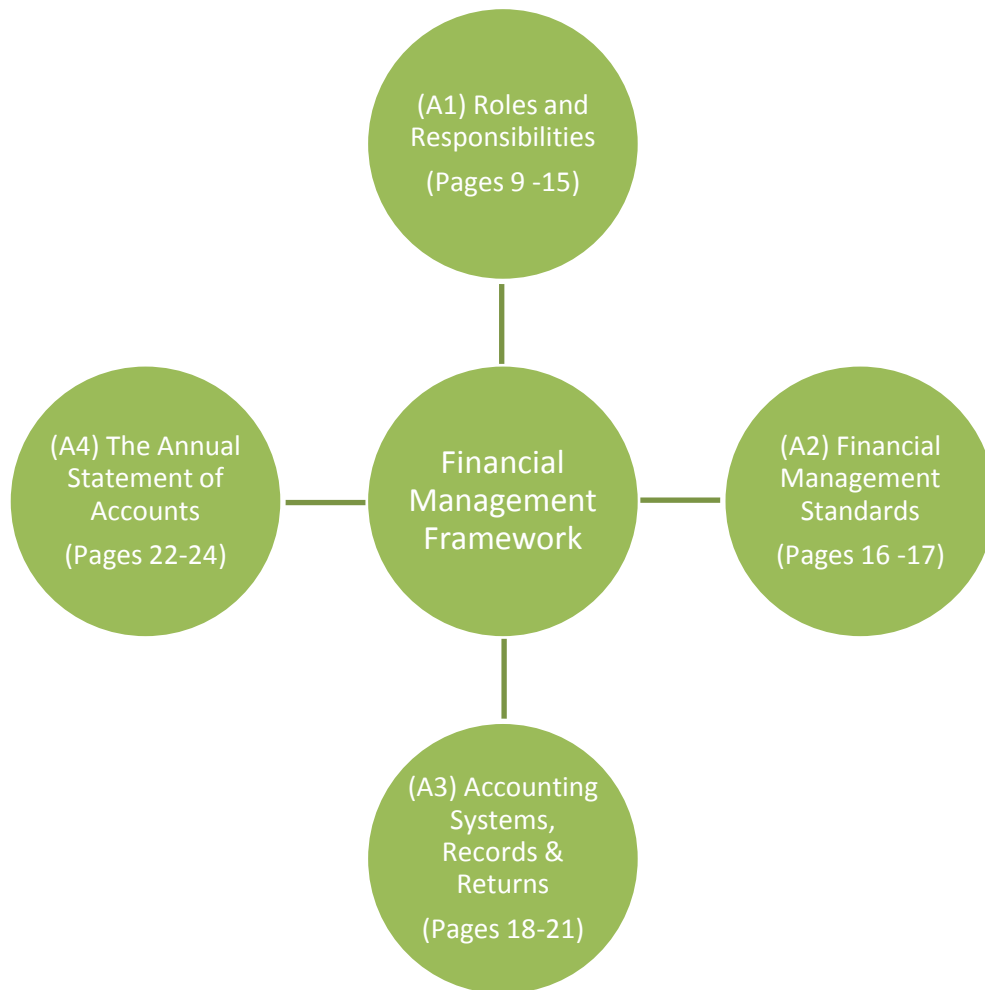 (A1) Roles and
Responsibilities
(Pages 9 -15)
(A4) The Annual
Statement of
Accounts
(Pages 22-24)
Financial
Management
Framework
(A2) Financial
Management
Standards
(Pages 16 -17)
(A3) Accounting
Systems,
Records &
Returns
(Pages 18-21)